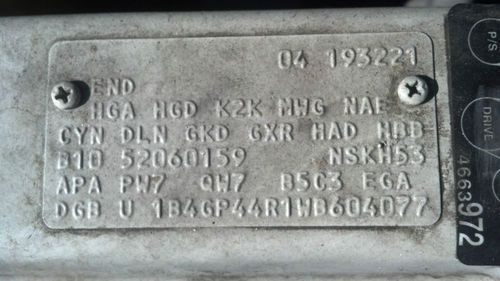 04 193221
END
HGA HGD K2K MWG NAE
CYN DLN GKD GXR HAD HBB
B10 52060159 NSKH53
APA PW7 QW7 B5C3 EGA
DGB U 1B4GP44R1WB604077
P/S
DRIVE
4663972